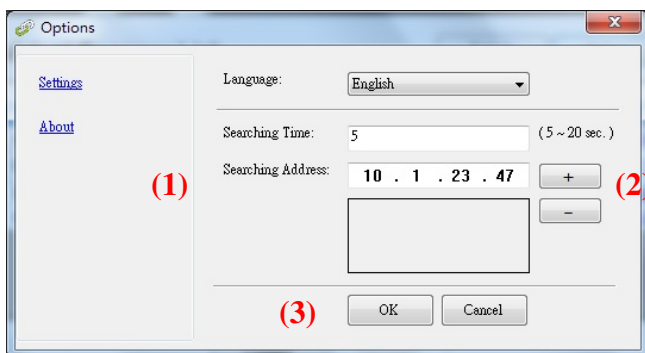 Options
Settings
About
Language: English
Searching Time: 5 ( 5 ~ 20 sec. )
Searching Address: 10 . 1 . 23 . 47 +
(1) (2)
−
(3) OK Cancel